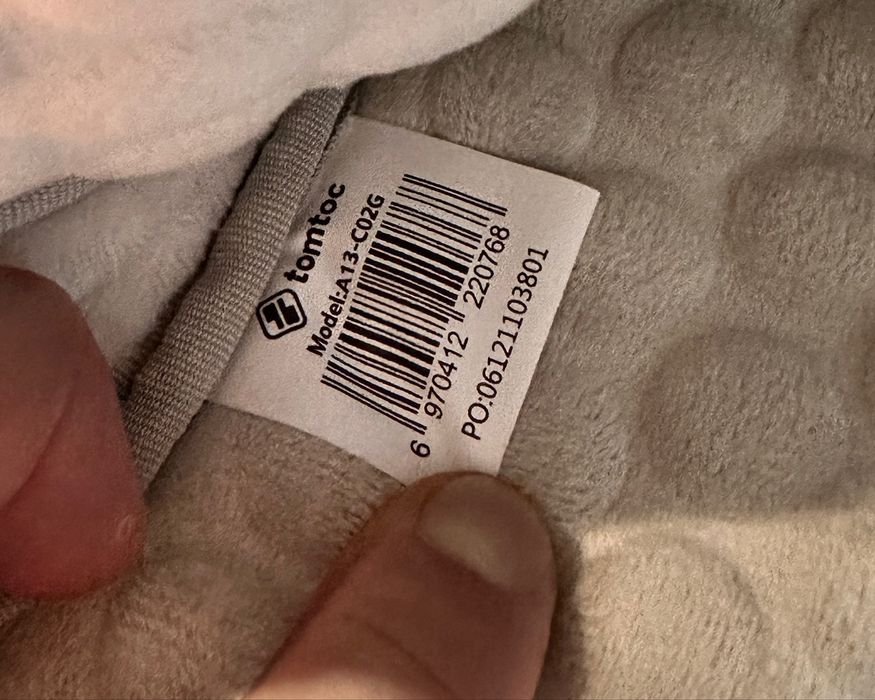 tomtoc
Model:A13-C02G
6 970412 220768
PO:06121103801